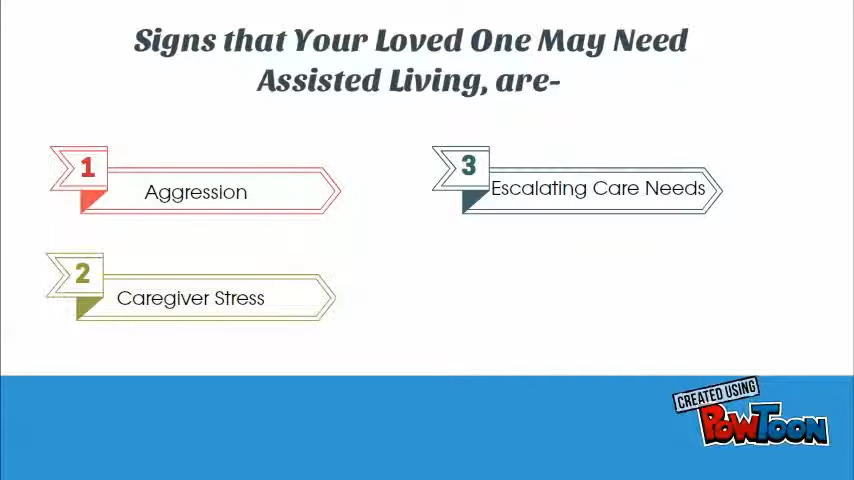 Signs that Your Loved One May Need
Assisted Living, are-
1
Aggression
2
Caregiver Stress
3
Escalating Care Needs
CREATED USING
POWTOON